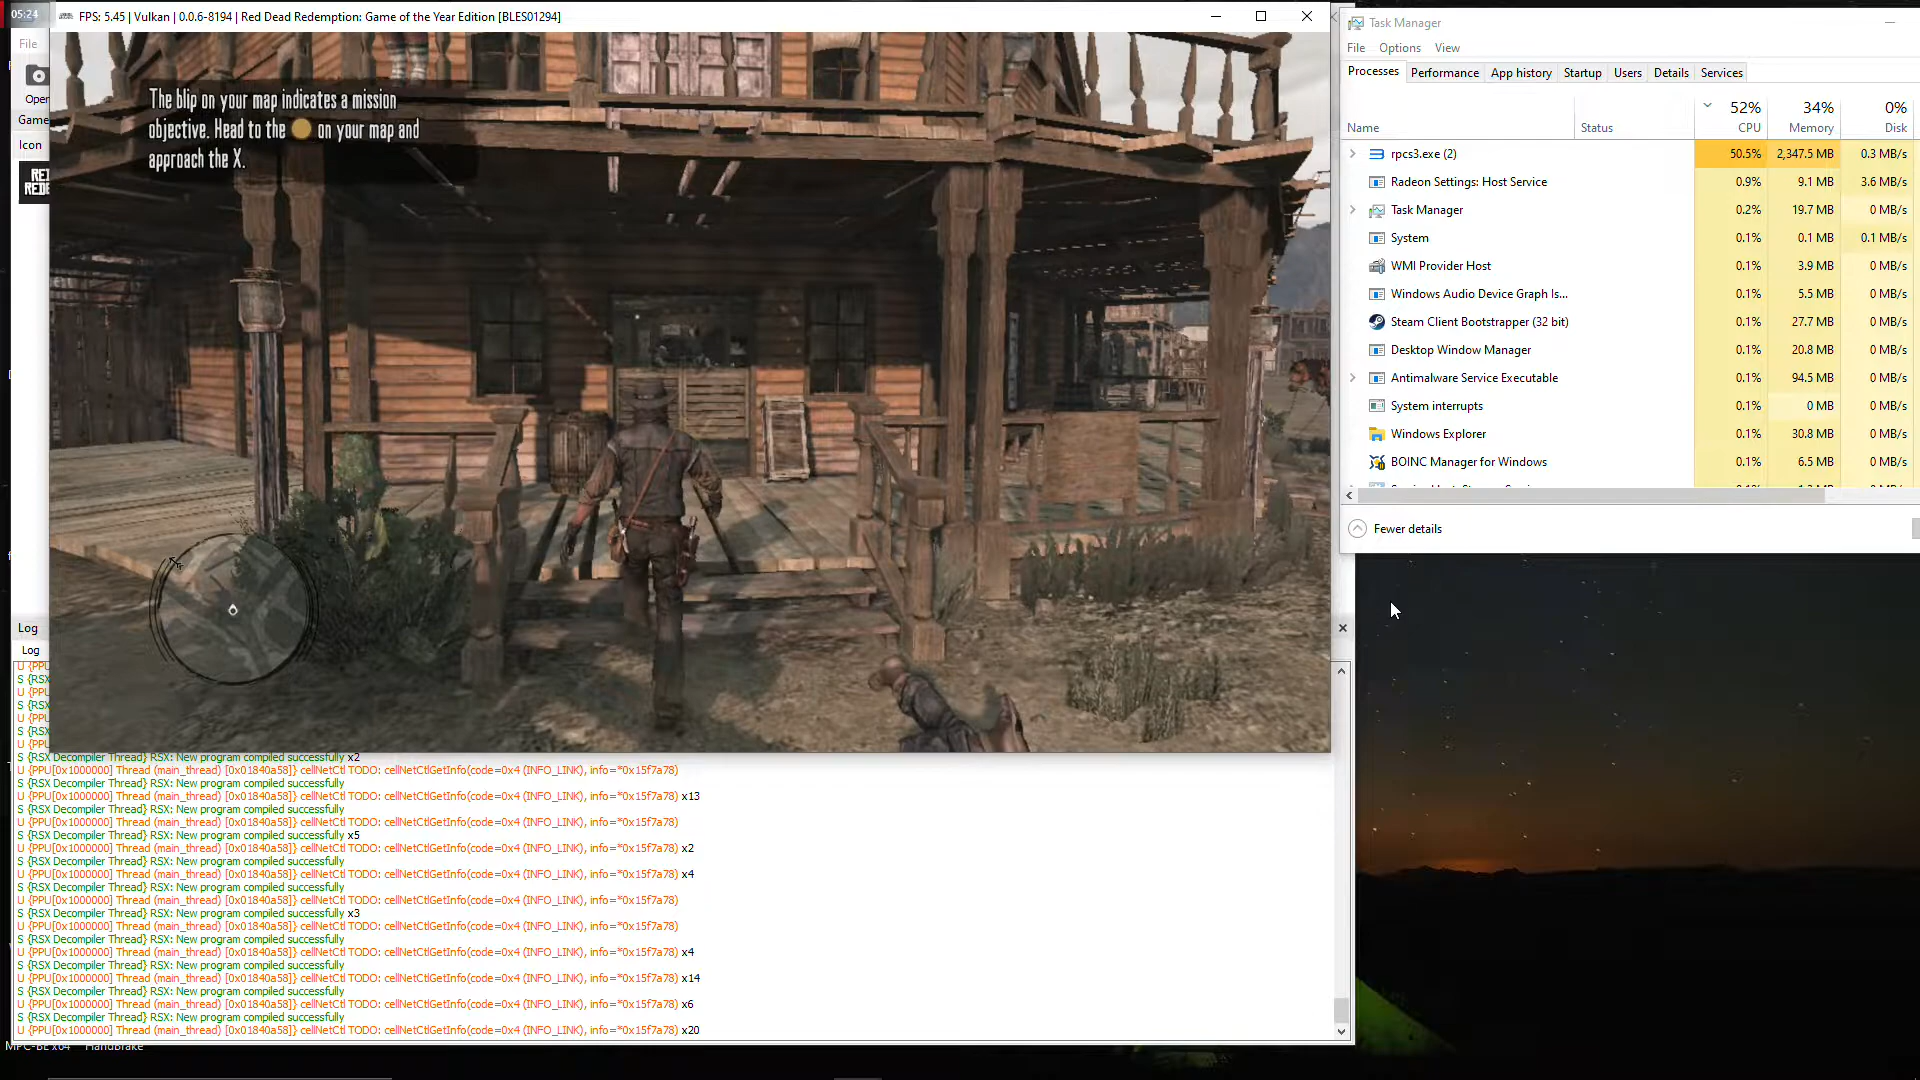 05:24
FPS: 5.45 | Vulkan | 0.0.6-8194 | Red Dead Redemption: Game of the Year Edition [BLES01294]
File
Open
Game
Icon
The blip on your map indicates a mission
objective. Head to the on your map and
approach the X.
Log
Log
U {PPU
S {RSX
U {PPU
S {RSX
U {PPU
S {RSX
U {PPU
S {RSX Decompiler Thread} RSX: New program compiled successfully x2
U {PPU[0x1000000] Thread (main_thread) [0x01840a58]} cellNetCtl TODO: cellNetCtlGetInfo(code=0x4 (INFO_LINK), info=*0x15f7a78)
S {RSX Decompiler Thread} RSX: New program compiled successfully
U {PPU[0x1000000] Thread (main_thread) [0x01840a58]} cellNetCtl TODO: cellNetCtlGetInfo(code=0x4 (INFO_LINK), info=*0x15f7a78) x13
S {RSX Decompiler Thread} RSX: New program compiled successfully
U {PPU[0x1000000] Thread (main_thread) [0x01840a58]} cellNetCtl TODO: cellNetCtlGetInfo(code=0x4 (INFO_LINK), info=*0x15f7a78)
S {RSX Decompiler Thread} RSX: New program compiled successfully x5
U {PPU[0x1000000] Thread (main_thread) [0x01840a58]} cellNetCtl TODO: cellNetCtlGetInfo(code=0x4 (INFO_LINK), info=*0x15f7a78) x2
S {RSX Decompiler Thread} RSX: New program compiled successfully
U {PPU[0x1000000] Thread (main_thread) [0x01840a58]} cellNetCtl TODO: cellNetCtlGetInfo(code=0x4 (INFO_LINK), info=*0x15f7a78) x4
S {RSX Decompiler Thread} RSX: New program compiled successfully
U {PPU[0x1000000] Thread (main_thread) [0x01840a58]} cellNetCtl TODO: cellNetCtlGetInfo(code=0x4 (INFO_LINK), info=*0x15f7a78)
S {RSX Decompiler Thread} RSX: New program compiled successfully x3
U {PPU[0x1000000] Thread (main_thread) [0x01840a58]} cellNetCtl TODO: cellNetCtlGetInfo(code=0x4 (INFO_LINK), info=*0x15f7a78)
S {RSX Decompiler Thread} RSX: New program compiled successfully
U {PPU[0x1000000] Thread (main_thread) [0x01840a58]} cellNetCtl TODO: cellNetCtlGetInfo(code=0x4 (INFO_LINK), info=*0x15f7a78) x4
S {RSX Decompiler Thread} RSX: New program compiled successfully
U {PPU[0x1000000] Thread (main_thread) [0x01840a58]} cellNetCtl TODO: cellNetCtlGetInfo(code=0x4 (INFO_LINK), info=*0x15f7a78) x14
S {RSX Decompiler Thread} RSX: New program compiled successfully
U {PPU[0x1000000] Thread (main_thread) [0x01840a58]} cellNetCtl TODO: cellNetCtlGetInfo(code=0x4 (INFO_LINK), info=*0x15f7a78) x6
S {RSX Decompiler Thread} RSX: New program compiled successfully
U {PPU[0x1000000] Thread (main_thread) [0x01840a58]} cellNetCtl TODO: cellNetCtlGetInfo(code=0x4 (INFO_LINK), info=*0x15f7a78) x20
MPC-BE x64 HandBrake
Task Manager
File Options View
Processes Performance App history Startup Users Details Services
52% 34% 0%
Name Status CPU Memory Disk
rpcs3.exe (2) 50.5% 2,347.5 MB 0.3 MB/s
Radeon Settings: Host Service 0.9% 9.1 MB 3.6 MB/s
Task Manager 0.2% 19.7 MB 0 MB/s
System 0.1% 0.1 MB 0.1 MB/s
WMI Provider Host 0.1% 3.9 MB 0 MB/s
Windows Audio Device Graph Is... 0.1% 5.5 MB 0 MB/s
Steam Client Bootstrapper (32 bit) 0.1% 27.7 MB 0 MB/s
Desktop Window Manager 0.1% 20.8 MB 0 MB/s
Antimalware Service Executable 0.1% 94.5 MB 0 MB/s
System interrupts 0.1% 0 MB 0 MB/s
Windows Explorer 0.1% 30.8 MB 0 MB/s
BOINC Manager for Windows 0.1% 6.5 MB 0 MB/s
Fewer details